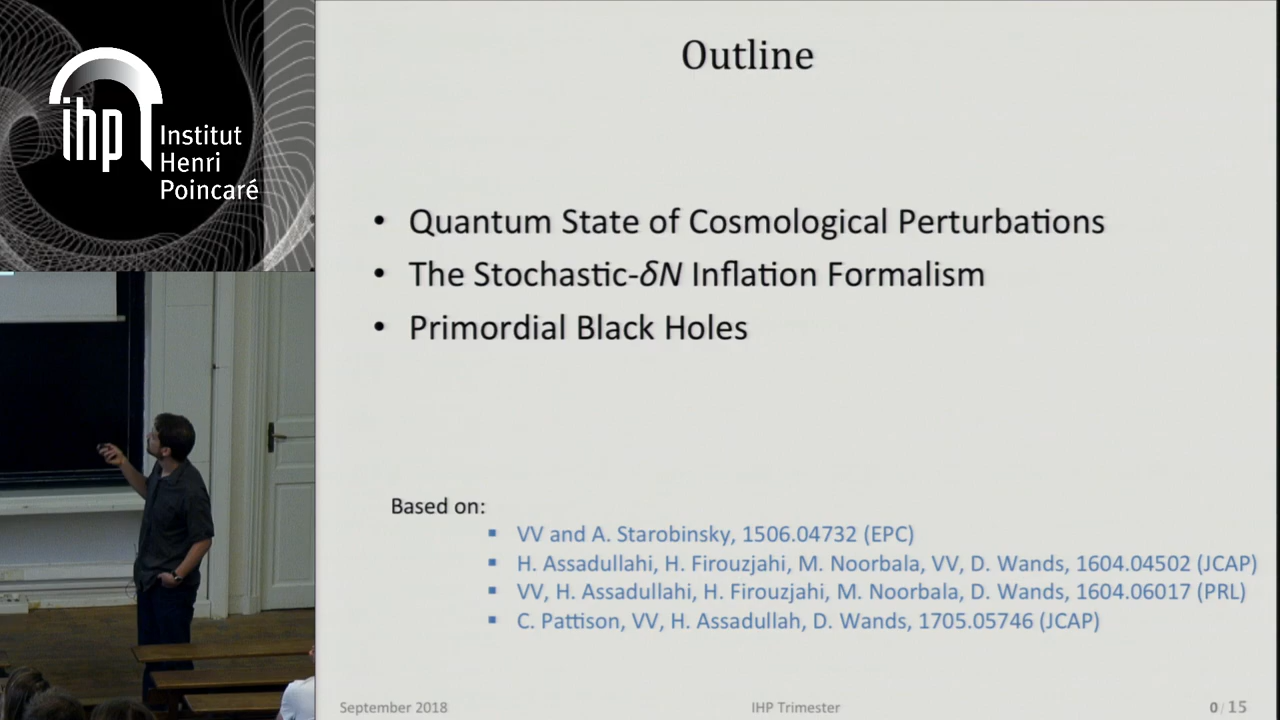 ihp
Institut
Henri
Poincaré
Outline
• Quantum State of Cosmological Perturbations
• The Stochastic-δN Inflation Formalism
• Primordial Black Holes
Based on:
▪ VV and A. Starobinsky, 1506.04732 (EPC)
▪ H. Assadullahi, H. Firouzjahi, M. Noorbala, VV, D. Wands, 1604.04502 (JCAP)
▪ VV, H. Assadullahi, H. Firouzjahi, M. Noorbala, D. Wands, 1604.06017 (PRL)
▪ C. Pattison, VV, H. Assadullah, D. Wands, 1705.05746 (JCAP)
September 2018
IHP Trimester
0 / 15